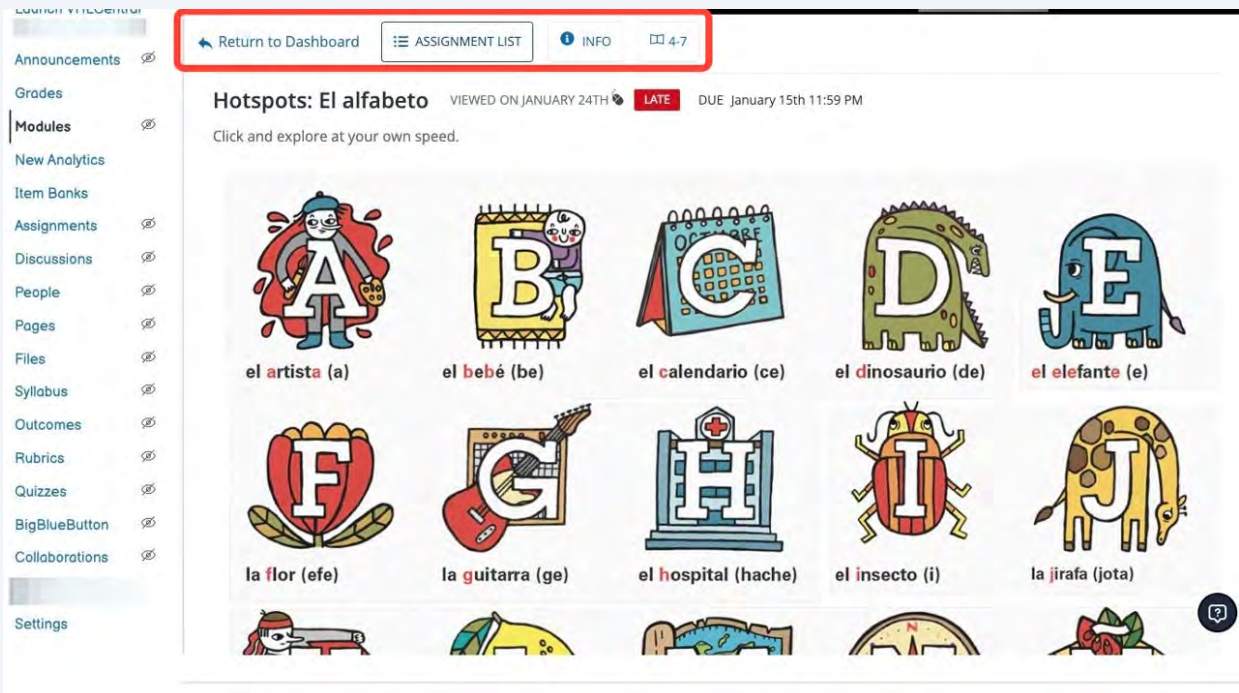 Launch VHLCentral
Announcements
Grades
Modules
New Analytics
Item Banks
Assignments
Discussions
People
Pages
Files
Syllabus
Outcomes
Rubrics
Quizzes
BigBlueButton
Collaborations
Settings
Return to Dashboard ASSIGNMENT LIST INFO 4-7
Hotspots: El alfabeto VIEWED ON JANUARY 24TH LATE DUE January 15th 11:59 PM
Click and explore at your own speed.
A B OCTUBRE C D E
el artista (a) el bebé (be) el calendario (ce) el dinosaurio (de) el elefante (e)
F G H I J
la flor (efe) la guitarra (ge) el hospital (hache) el insecto (i) la jirafa (jota)
N